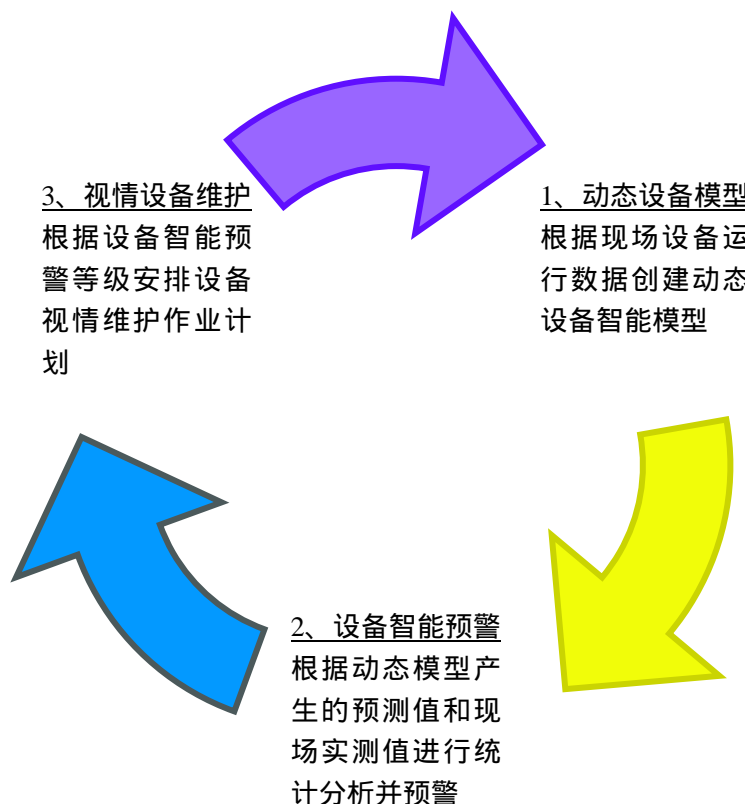 3、视情设备维护
根据设备智能预
警等级安排设备
视情维护作业计
划
1、动态设备模型
根据现场设备运
行数据创建动态
设备智能模型
2、设备智能预警
根据动态模型产
生的预测值和现
场实测值进行统
计分析并预警